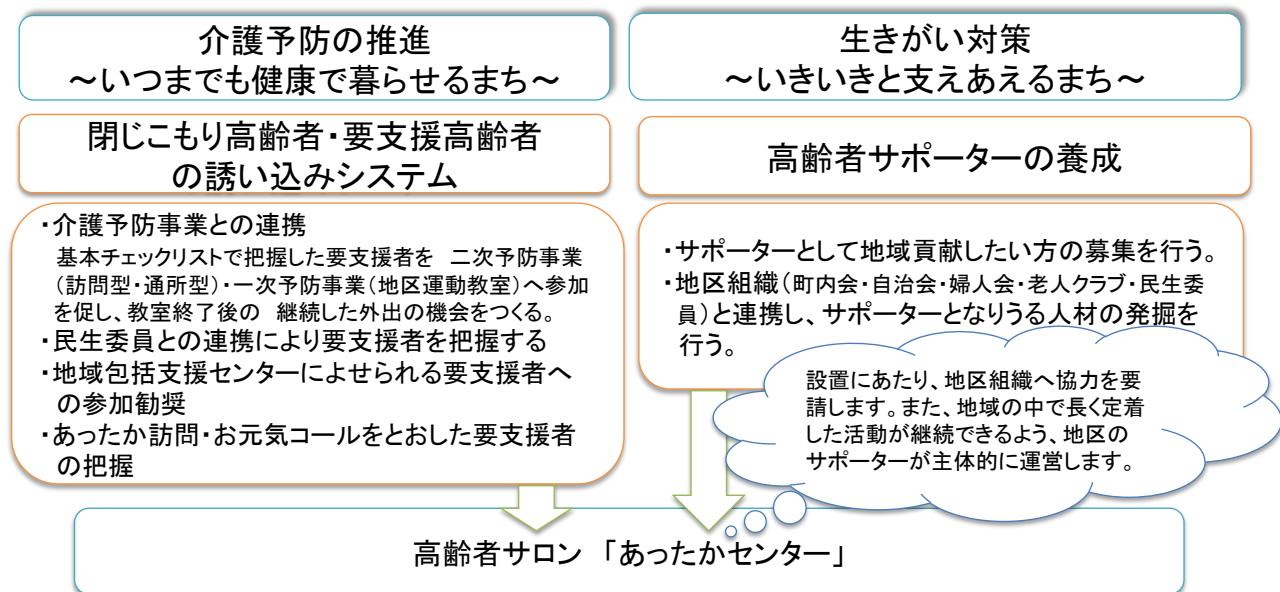 介護予防の推進
～いつまでも健康で暮らせるまち～
閉じこもり高齢者・要支援高齢者
の誘い込みシステム
・介護予防事業との連携
基本チェックリストで把握した要支援者を 二次予防事業
（訪問型・通所型）・一次予防事業（地区運動教室）へ参加
を促し、教室終了後の 継続した外出の機会をつくる。
・民生委員との連携により要支援者を把握する
・地域包括支援センターによせられる要支援者へ
の参加勧奨
・あったか訪問・お元気コールをとおした要支援者
の把握
生きがい対策
～いきいきと支えあえるまち～
高齢者サポーターの養成
・サポーターとして地域貢献したい方の募集を行う。
・地区組織（町内会・自治会・婦人会・老人クラブ・民生委
員）と連携し、サポーターとなりうる人材の発掘を
行う。
設置にあたり、地区組織へ協力を要
請します。また、地域の中で長く定着
した活動が継続できるよう、地区の
サポーターが主体的に運営します。
高齢者サロン 「あったかセンター」